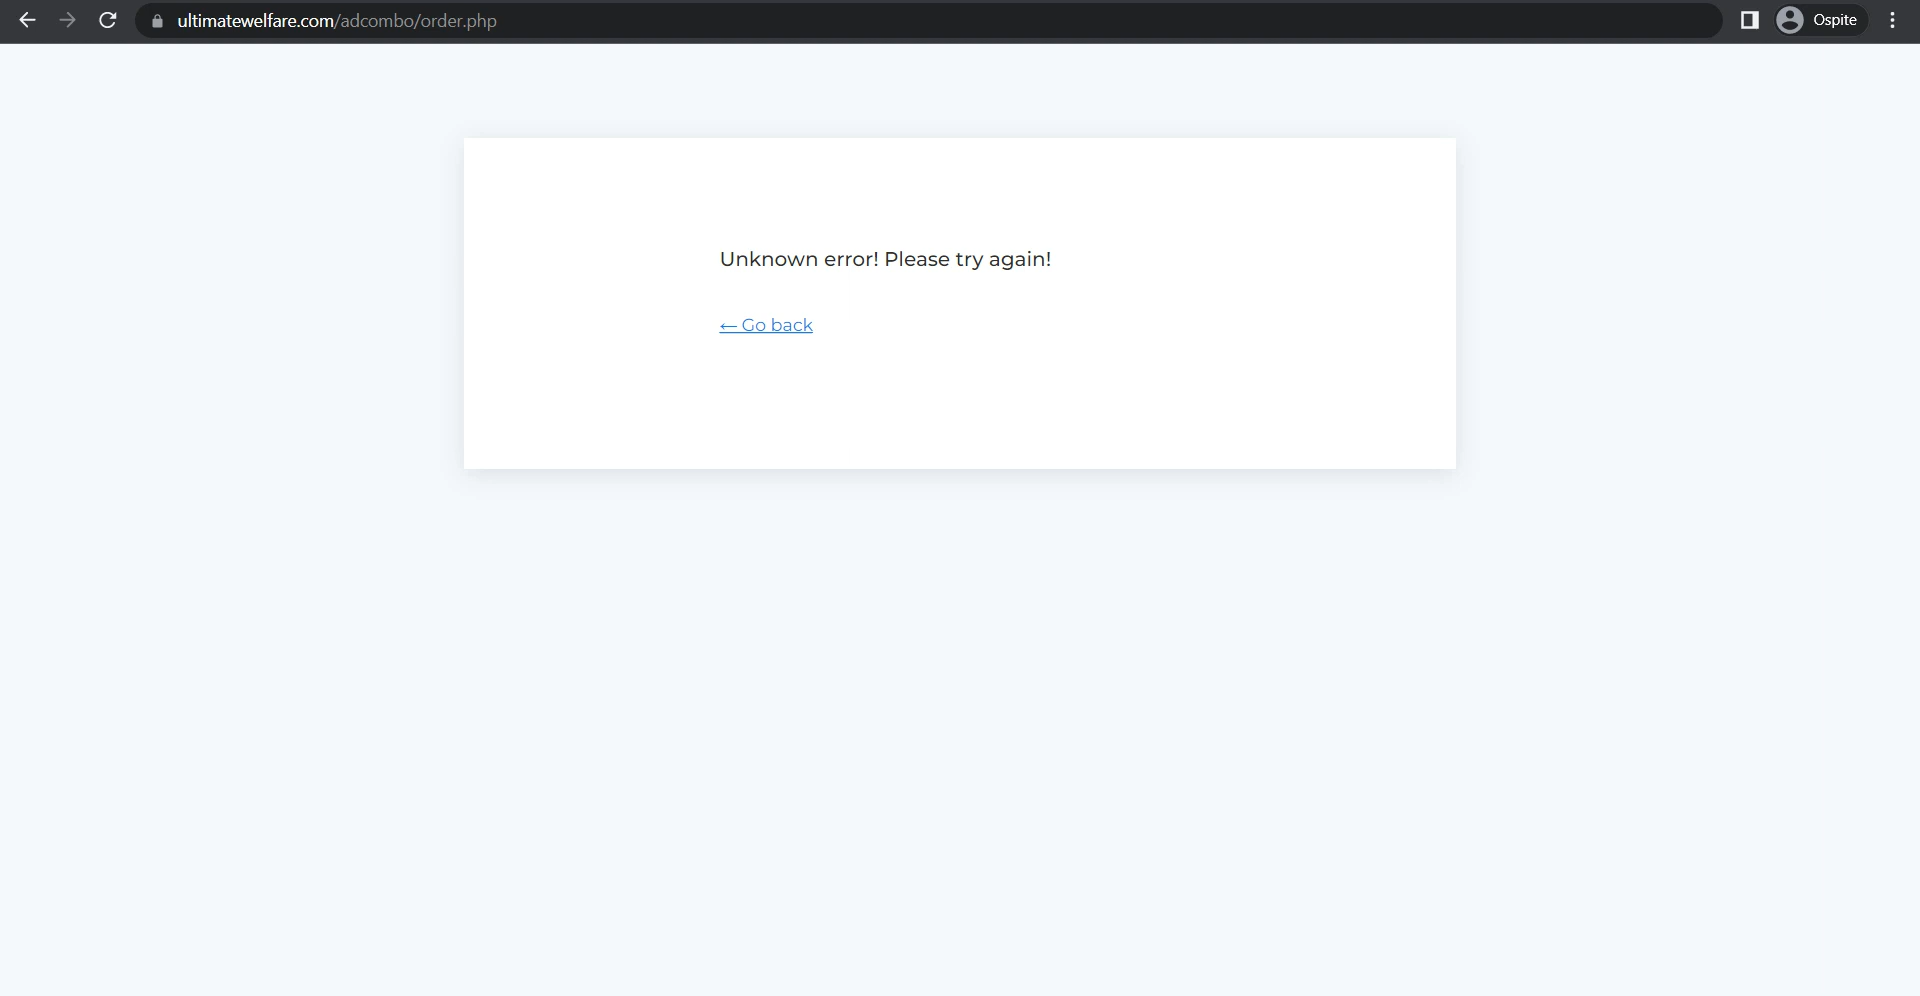 ultimatewelfare.com/adcombo/order.php
Ospite
Unknown error! Please try again!
← Go back